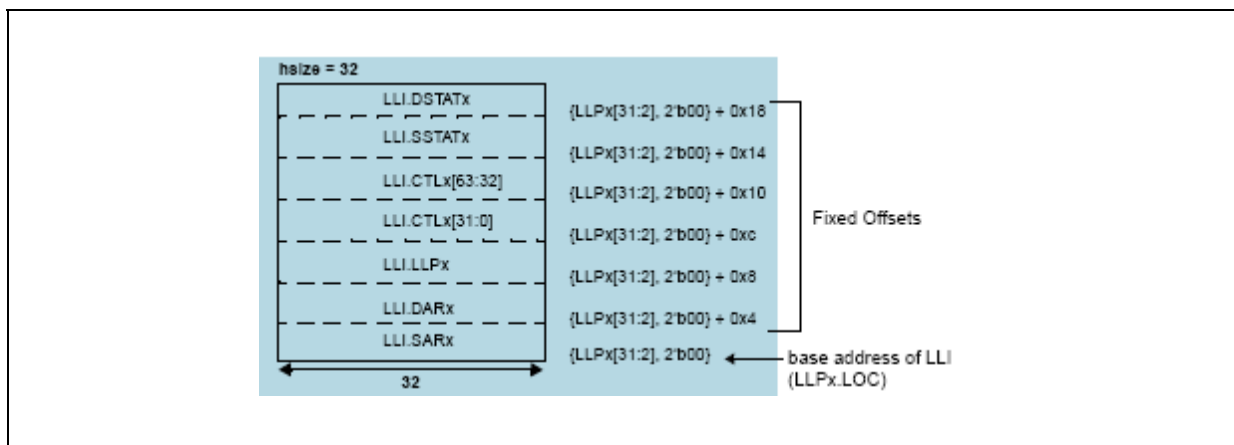 hsize = 32
LLI.DSTATx
{LLPx[31:2], 2'b00} + 0x18
LLI.SSTATx
{LLPx[31:2], 2'b00} + 0x14
LLI.CTLx[63:32]
{LLPx[31:2], 2'b00} + 0x10
LLI.CTLx[31:0]
Fixed Offsets
{LLPx[31:2], 2'b00} + 0xc
LLI.LLPx
{LLPx[31:2], 2'b00} + 0x8
LLI.DARx
{LLPx[31:2], 2'b00} + 0x4
LLI.SARx
{LLPx[31:2], 2'b00}
base address of LLI
(LLPx.LOC)
32